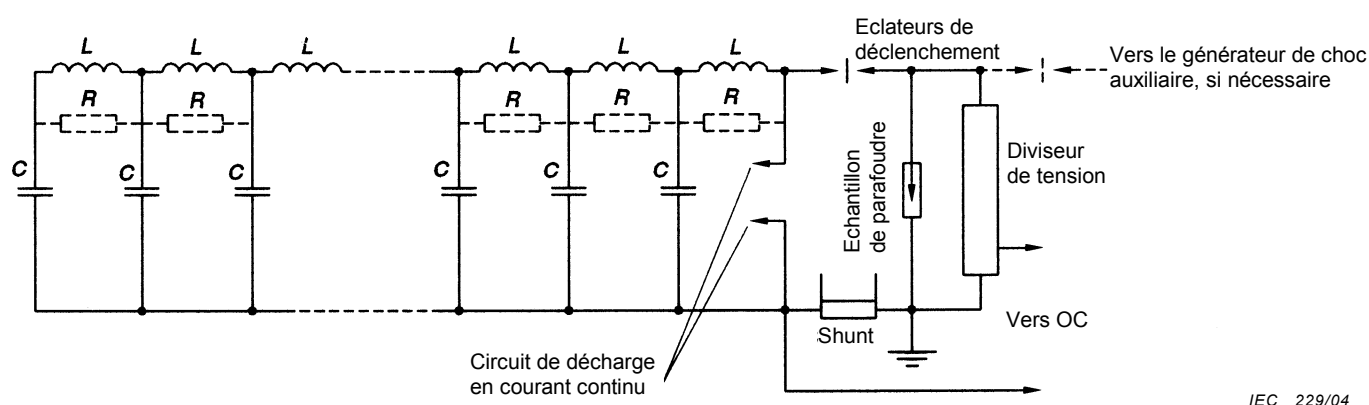 Eclateurs de
déclenchement
L L L L L L
Vers le générateur de choc
auxiliaire, si nécessaire
R R R R R
C C C C C C
Echantillon
de parafoudre
Diviseur
de tension
Vers OC
Shunt
Circuit de décharge
en courant continu
IEC 229/04